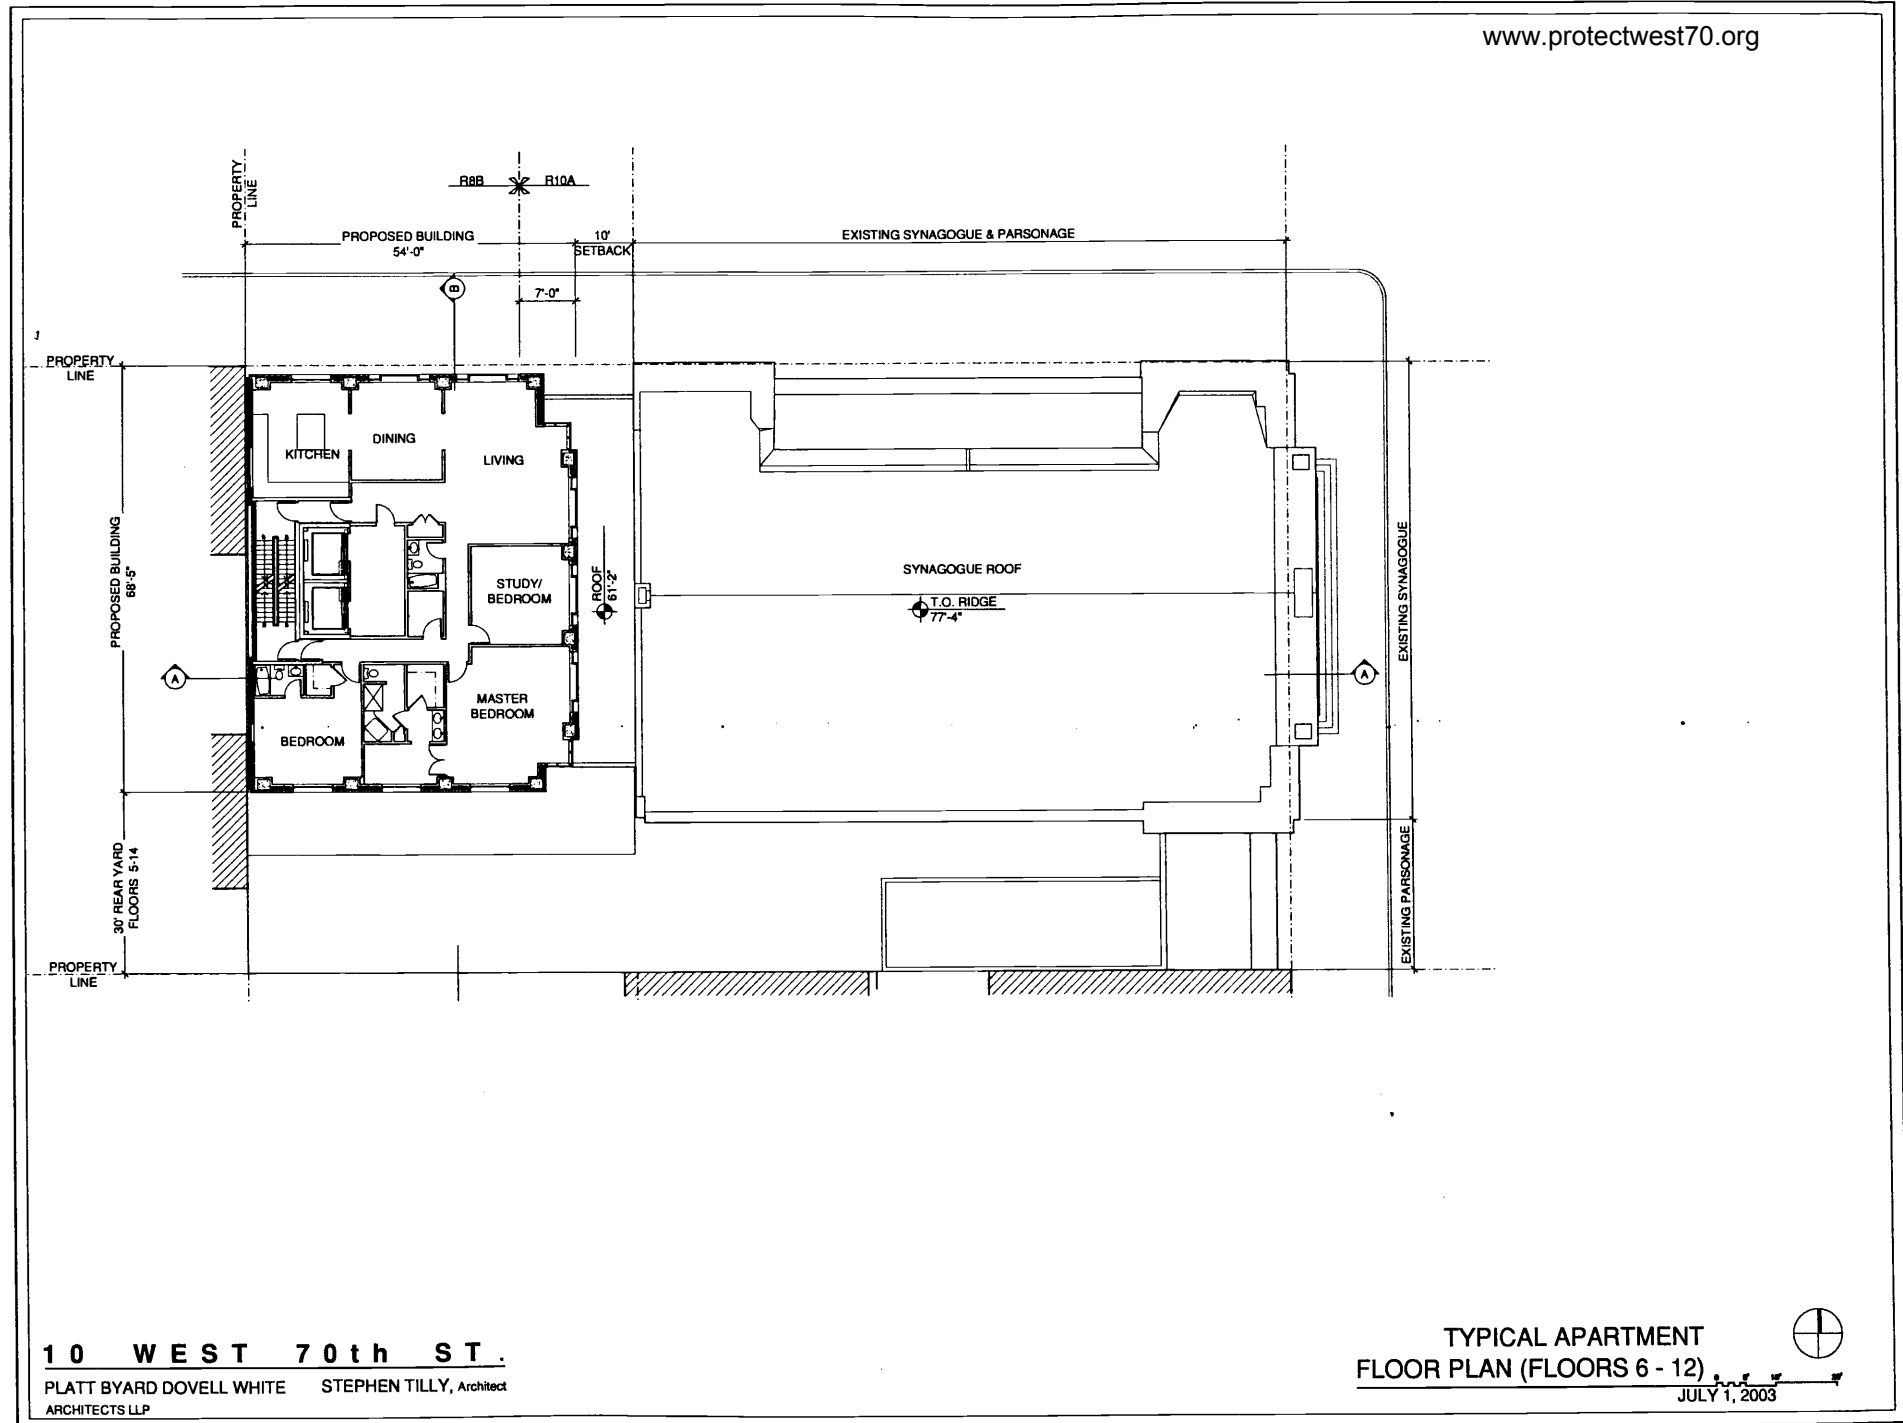 www.protectwest70.org
PROPERTY
LINE
R8B
R10A
PROPOSED BUILDING
54'-0"
10'
SETBACK
EXISTING SYNAGOGUE & PARSONAGE
B
7'-0"
PROPERTY
LINE
KITCHEN
DINING
LIVING
PROPOSED BUILDING
68'-5"
STUDY/
BEDROOM
ROOF
61'-2"
SYNAGOGUE ROOF
T.O. RIDGE
77'-4"
EXISTING SYNAGOGUE
A
A
MASTER
BEDROOM
BEDROOM
30' REAR YARD
FLOORS 5-14
EXISTING PARSONAGE
PROPERTY
LINE
10 WEST 70th ST.
PLATT BYARD DOVELL WHITE
ARCHITECTS LLP
STEPHEN TILLY, Architect
TYPICAL APARTMENT
FLOOR PLAN (FLOORS 6 - 12)
JULY 1, 2003